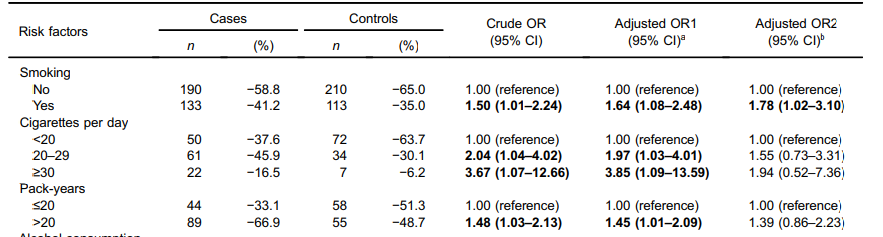 Risk factors Cases Controls Crude OR (95% CI) Adjusted OR1 (95% CI)a Adjusted OR2 (95% CI)b
n (%) n (%)
Smoking
No 190 −58.8 210 −65.0 1.00 (reference) 1.00 (reference) 1.00 (reference)
Yes 133 −41.2 113 −35.0 1.50 (1.01–2.24) 1.64 (1.08–2.48) 1.78 (1.02–3.10)
Cigarettes per day
<20 50 −37.6 72 −63.7 1.00 (reference) 1.00 (reference) 1.00 (reference)
20–29 61 −45.9 34 −30.1 2.04 (1.04–4.02) 1.97 (1.03–4.01) 1.55 (0.73–3.31)
≥30 22 −16.5 7 −6.2 3.67 (1.07–12.66) 3.85 (1.09–13.59) 1.94 (0.52–7.36)
Pack-years
≤20 44 −33.1 58 −51.3 1.00 (reference) 1.00 (reference) 1.00 (reference)
>20 89 −66.9 55 −48.7 1.48 (1.03–2.13) 1.45 (1.01–2.09) 1.39 (0.86–2.23)